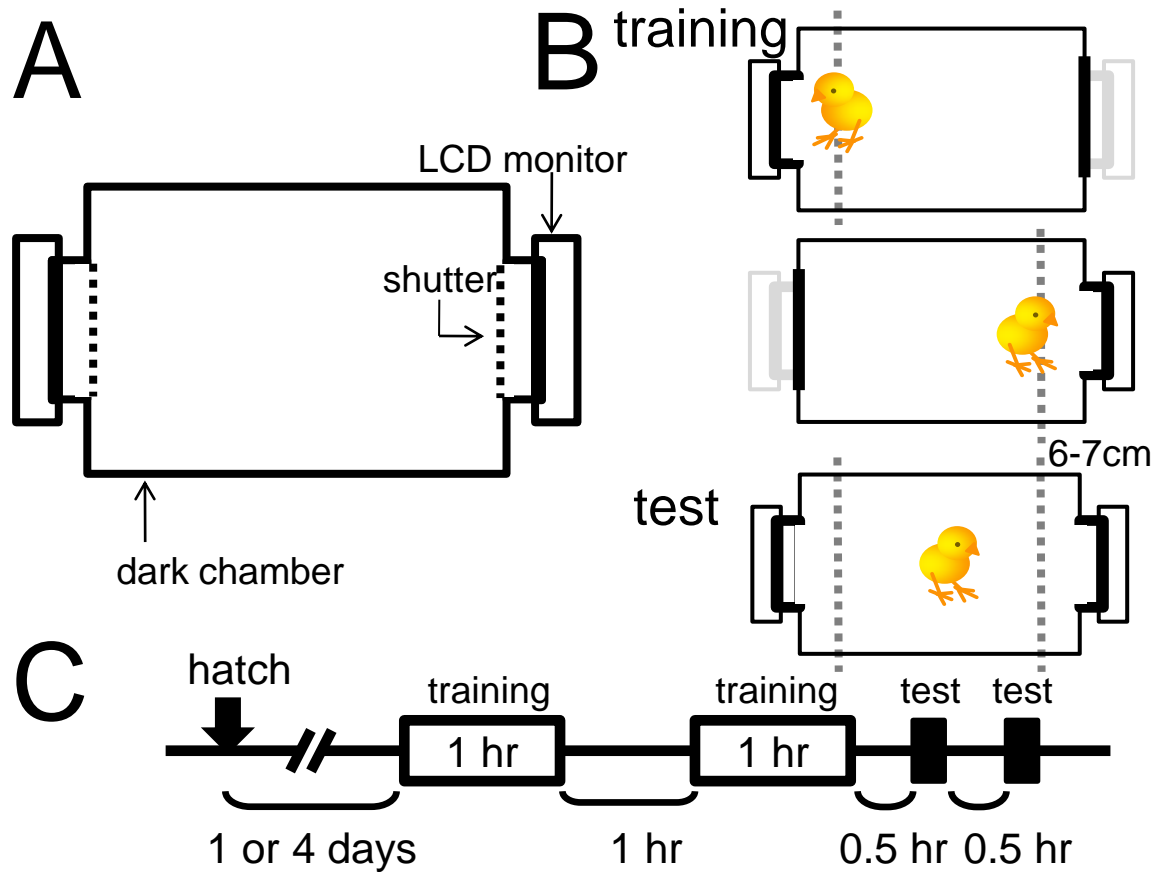 A
LCD monitor
shutter
dark chamber
B
training
6-7cm
test
C
hatch
training
training
test
test
1 hr
1 hr
1 or 4 days
1 hr
0.5 hr
0.5 hr